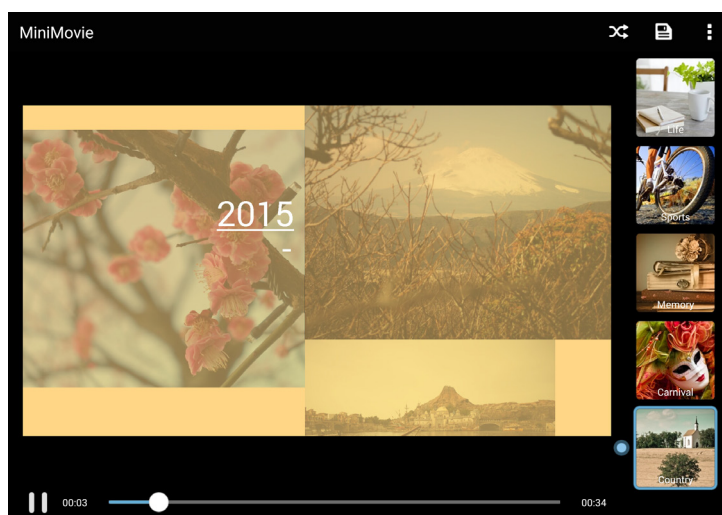 MiniMovie
Life
2015
-
Sports
Memory
Carnival
Country
00:03
00:34